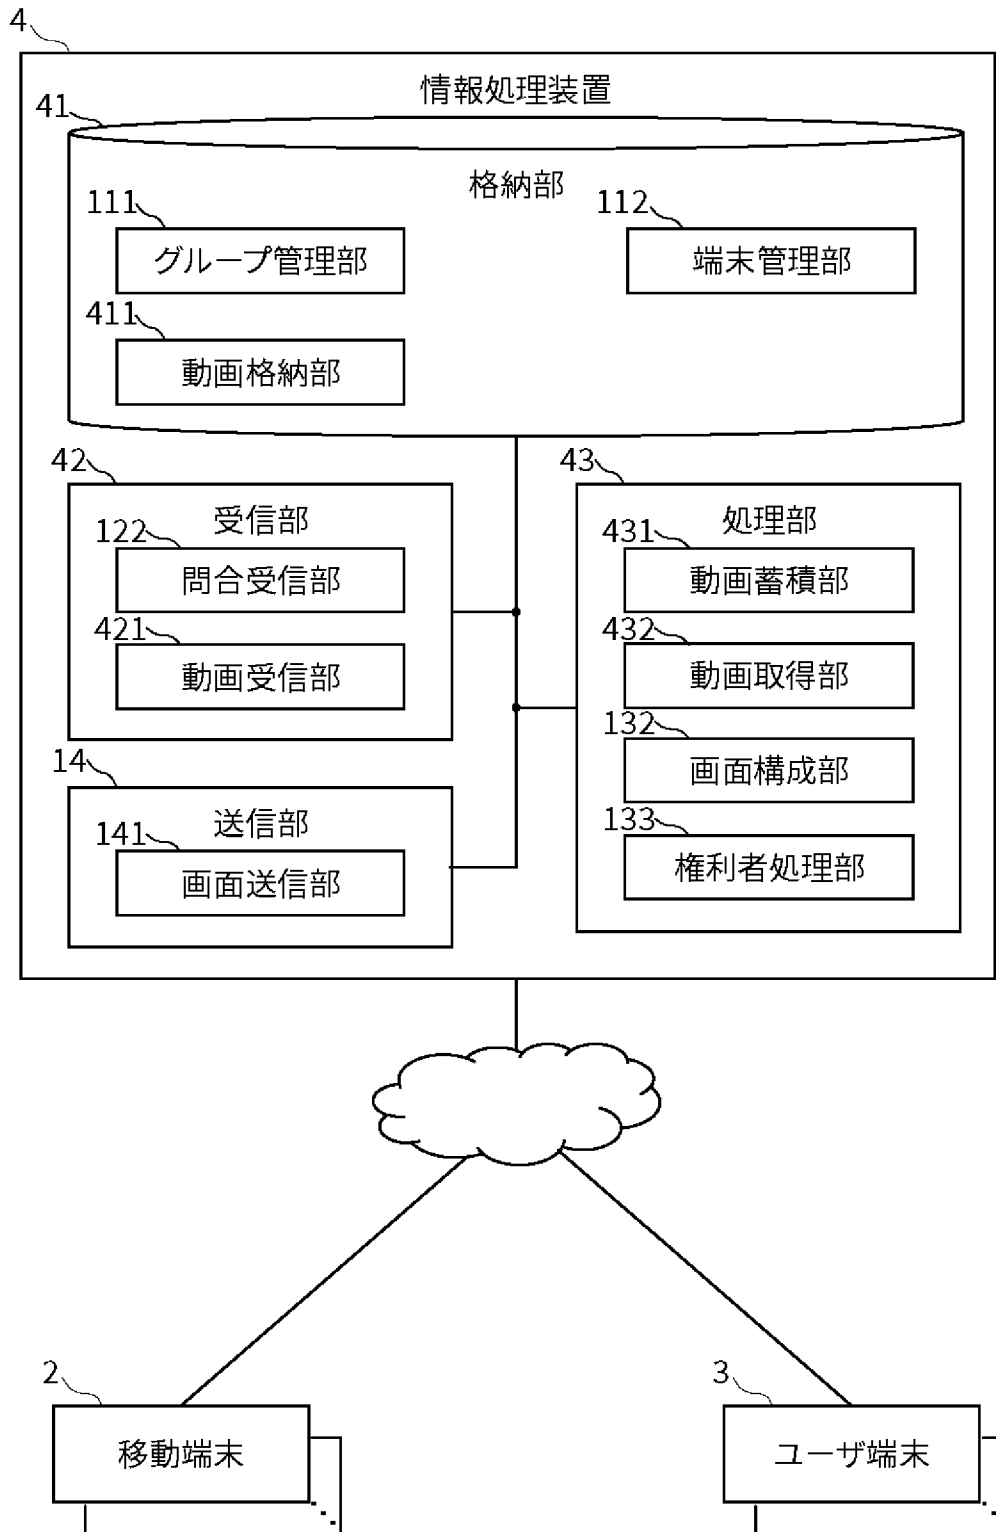 4
情報処理装置
41
格納部
111
グループ管理部
112
端末管理部
411
動画格納部
42
受信部
122
問合受信部
421
動画受信部
43
処理部
431
動画蓄積部
432
動画取得部
132
画面構成部
133
権利者処理部
14
送信部
141
画面送信部
2
移動端末
3
ユーザ端末